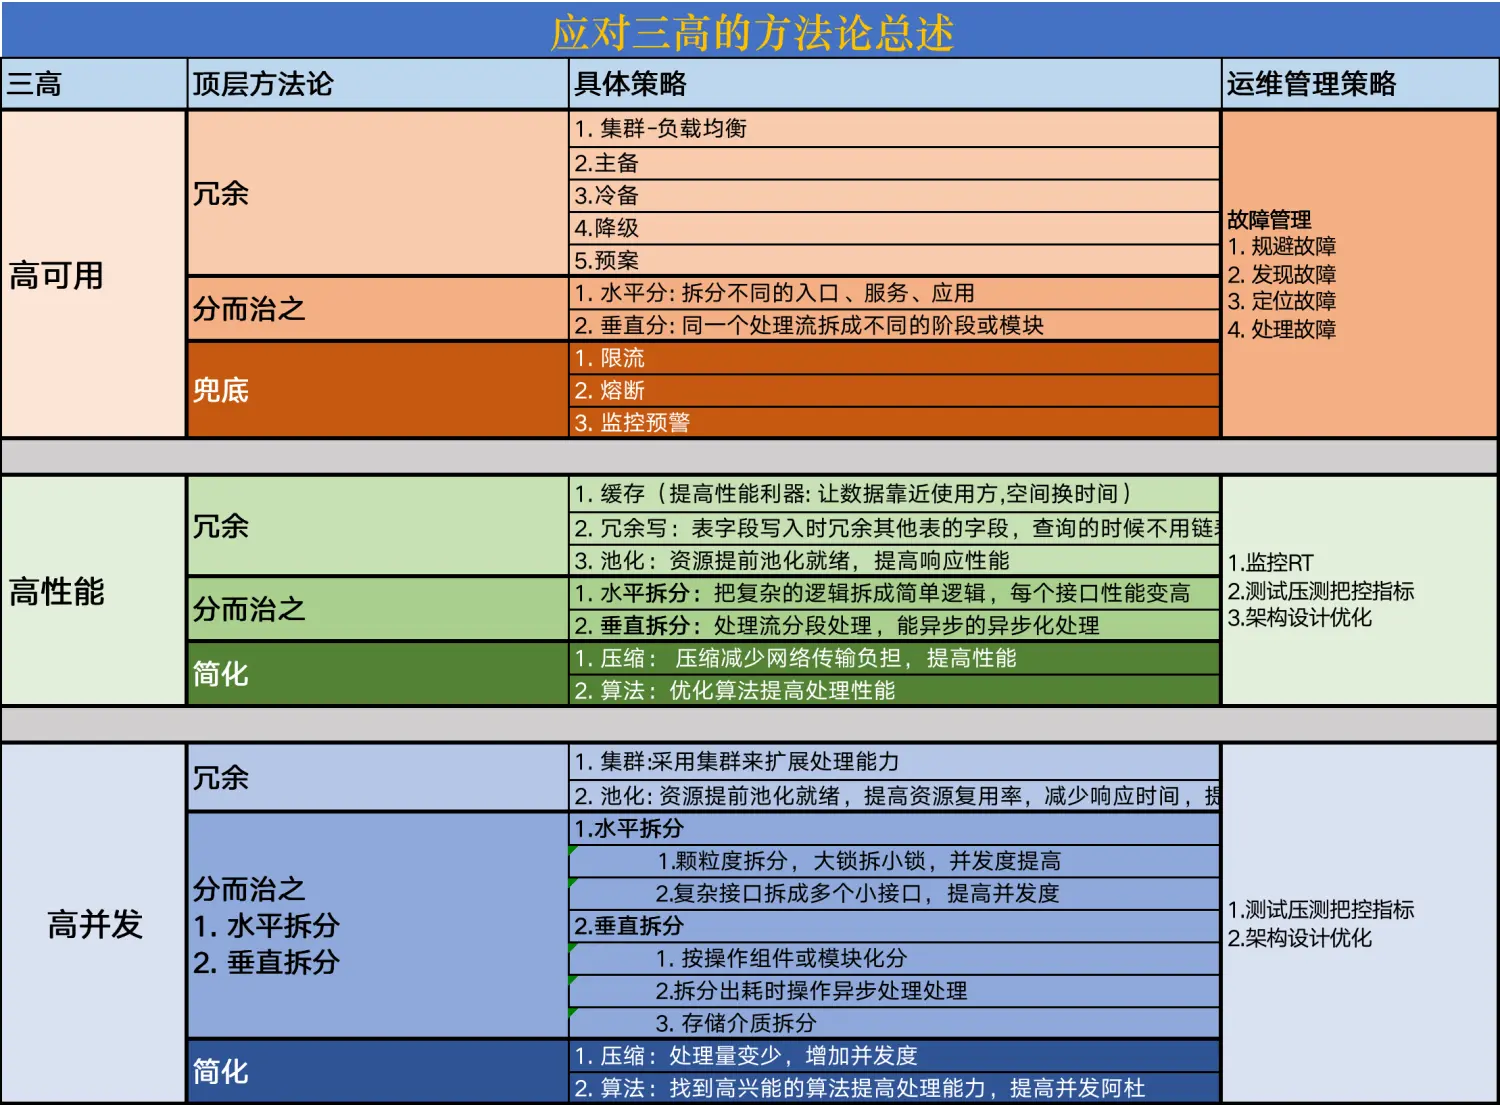 应对三高的方法论总述
三高
顶层方法论
具体策略
运维管理策略
高可用
冗余
1. 集群-负载均衡
2.主备
3.冷备
4.降级
5.预案
分而治之
1. 水平分: 拆分不同的入口、服务、应用
2. 垂直分: 同一个处理流拆成不同的阶段或模块
兜底
1. 限流
2. 熔断
3. 监控预警
故障管理
1. 规避故障
2. 发现故障
3. 定位故障
4. 处理故障
高性能
冗余
1. 缓存（提高性能利器: 让数据靠近使用方,空间换时间）
2. 冗余写：表字段写入时冗余其他表的字段，查询的时候不用链
3. 池化：资源提前池化就绪，提高响应性能
分而治之
1. 水平拆分：把复杂的逻辑拆成简单逻辑，每个接口性能变高
2. 垂直拆分：处理流分段处理，能异步的异步化处理
简化
1. 压缩： 压缩减少网络传输负担，提高性能
2. 算法：优化算法提高处理性能
1.监控RT
2.测试压测把控指标
3.架构设计优化
高并发
冗余
1. 集群:采用集群来扩展处理能力
2. 池化: 资源提前池化就绪，提高资源复用率，减少响应时间，提
分而治之
1. 水平拆分
2. 垂直拆分
1.水平拆分
1.颗粒度拆分，大锁拆小锁，并发度提高
2.复杂接口拆成多个小接口，提高并发度
2.垂直拆分
1. 按操作组件或模块化分
2.拆分出耗时操作异步处理处理
3. 存储介质拆分
简化
1. 压缩：处理量变少，增加并发度
2. 算法：找到高兴能的算法提高处理能力，提高并发阿杜
1.测试压测把控指标
2.架构设计优化